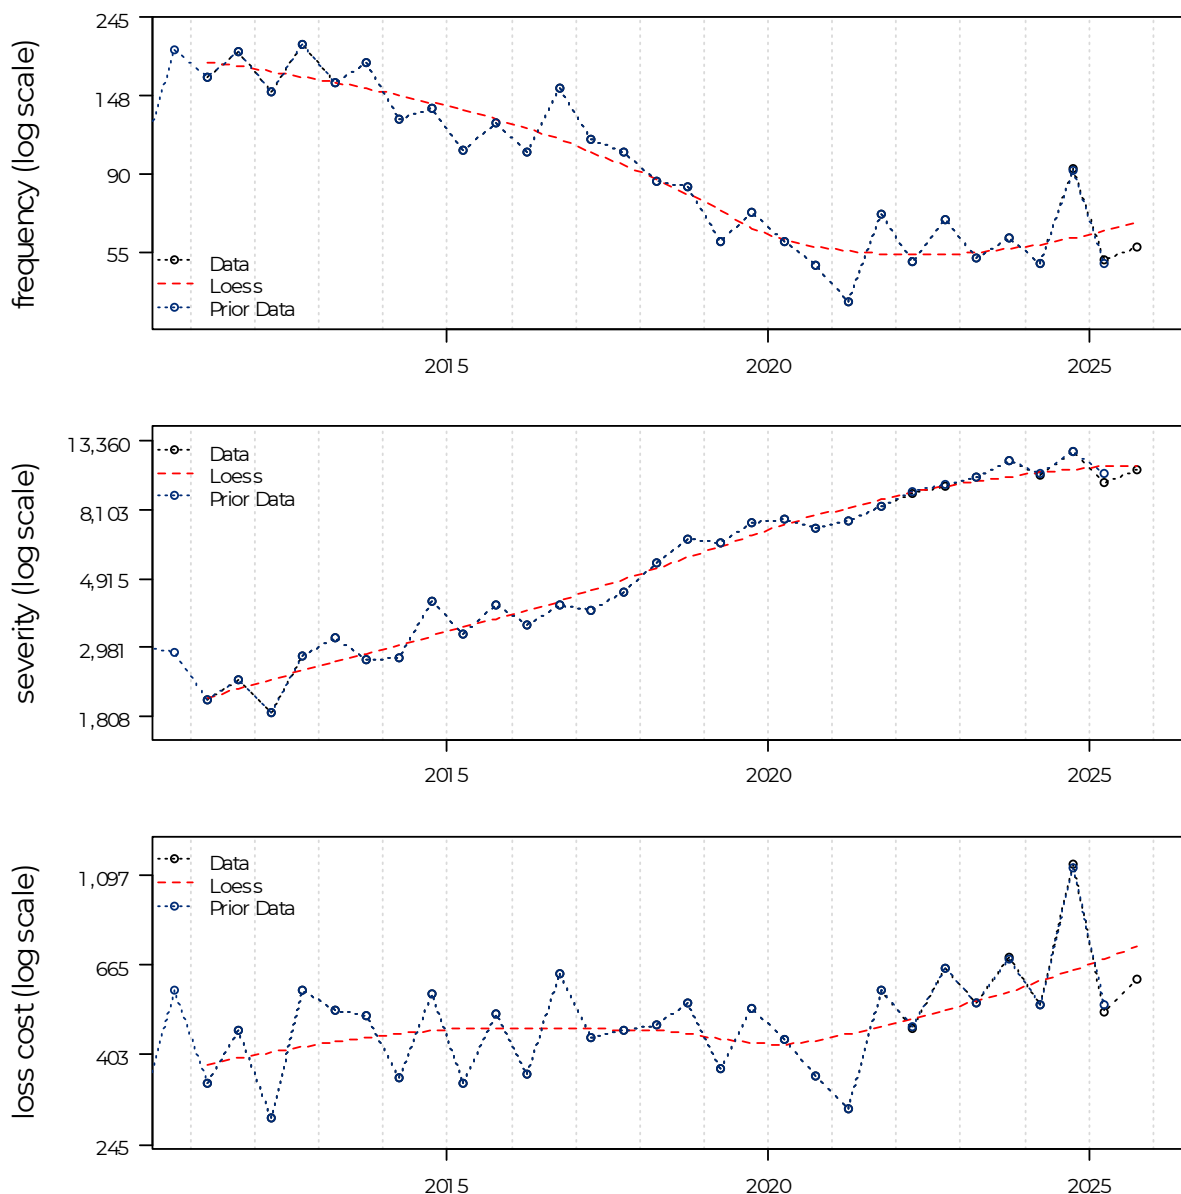 frequency (log scale)
245
148
90
55
Data
Loess
Prior Data
2015
2020
2025
severity (log scale)
13,360
8,103
4,915
2,981
1,808
Data
Loess
Prior Data
2015
2020
2025
loss cost (log scale)
1,097
665
403
245
Data
Loess
Prior Data
2015
2020
2025